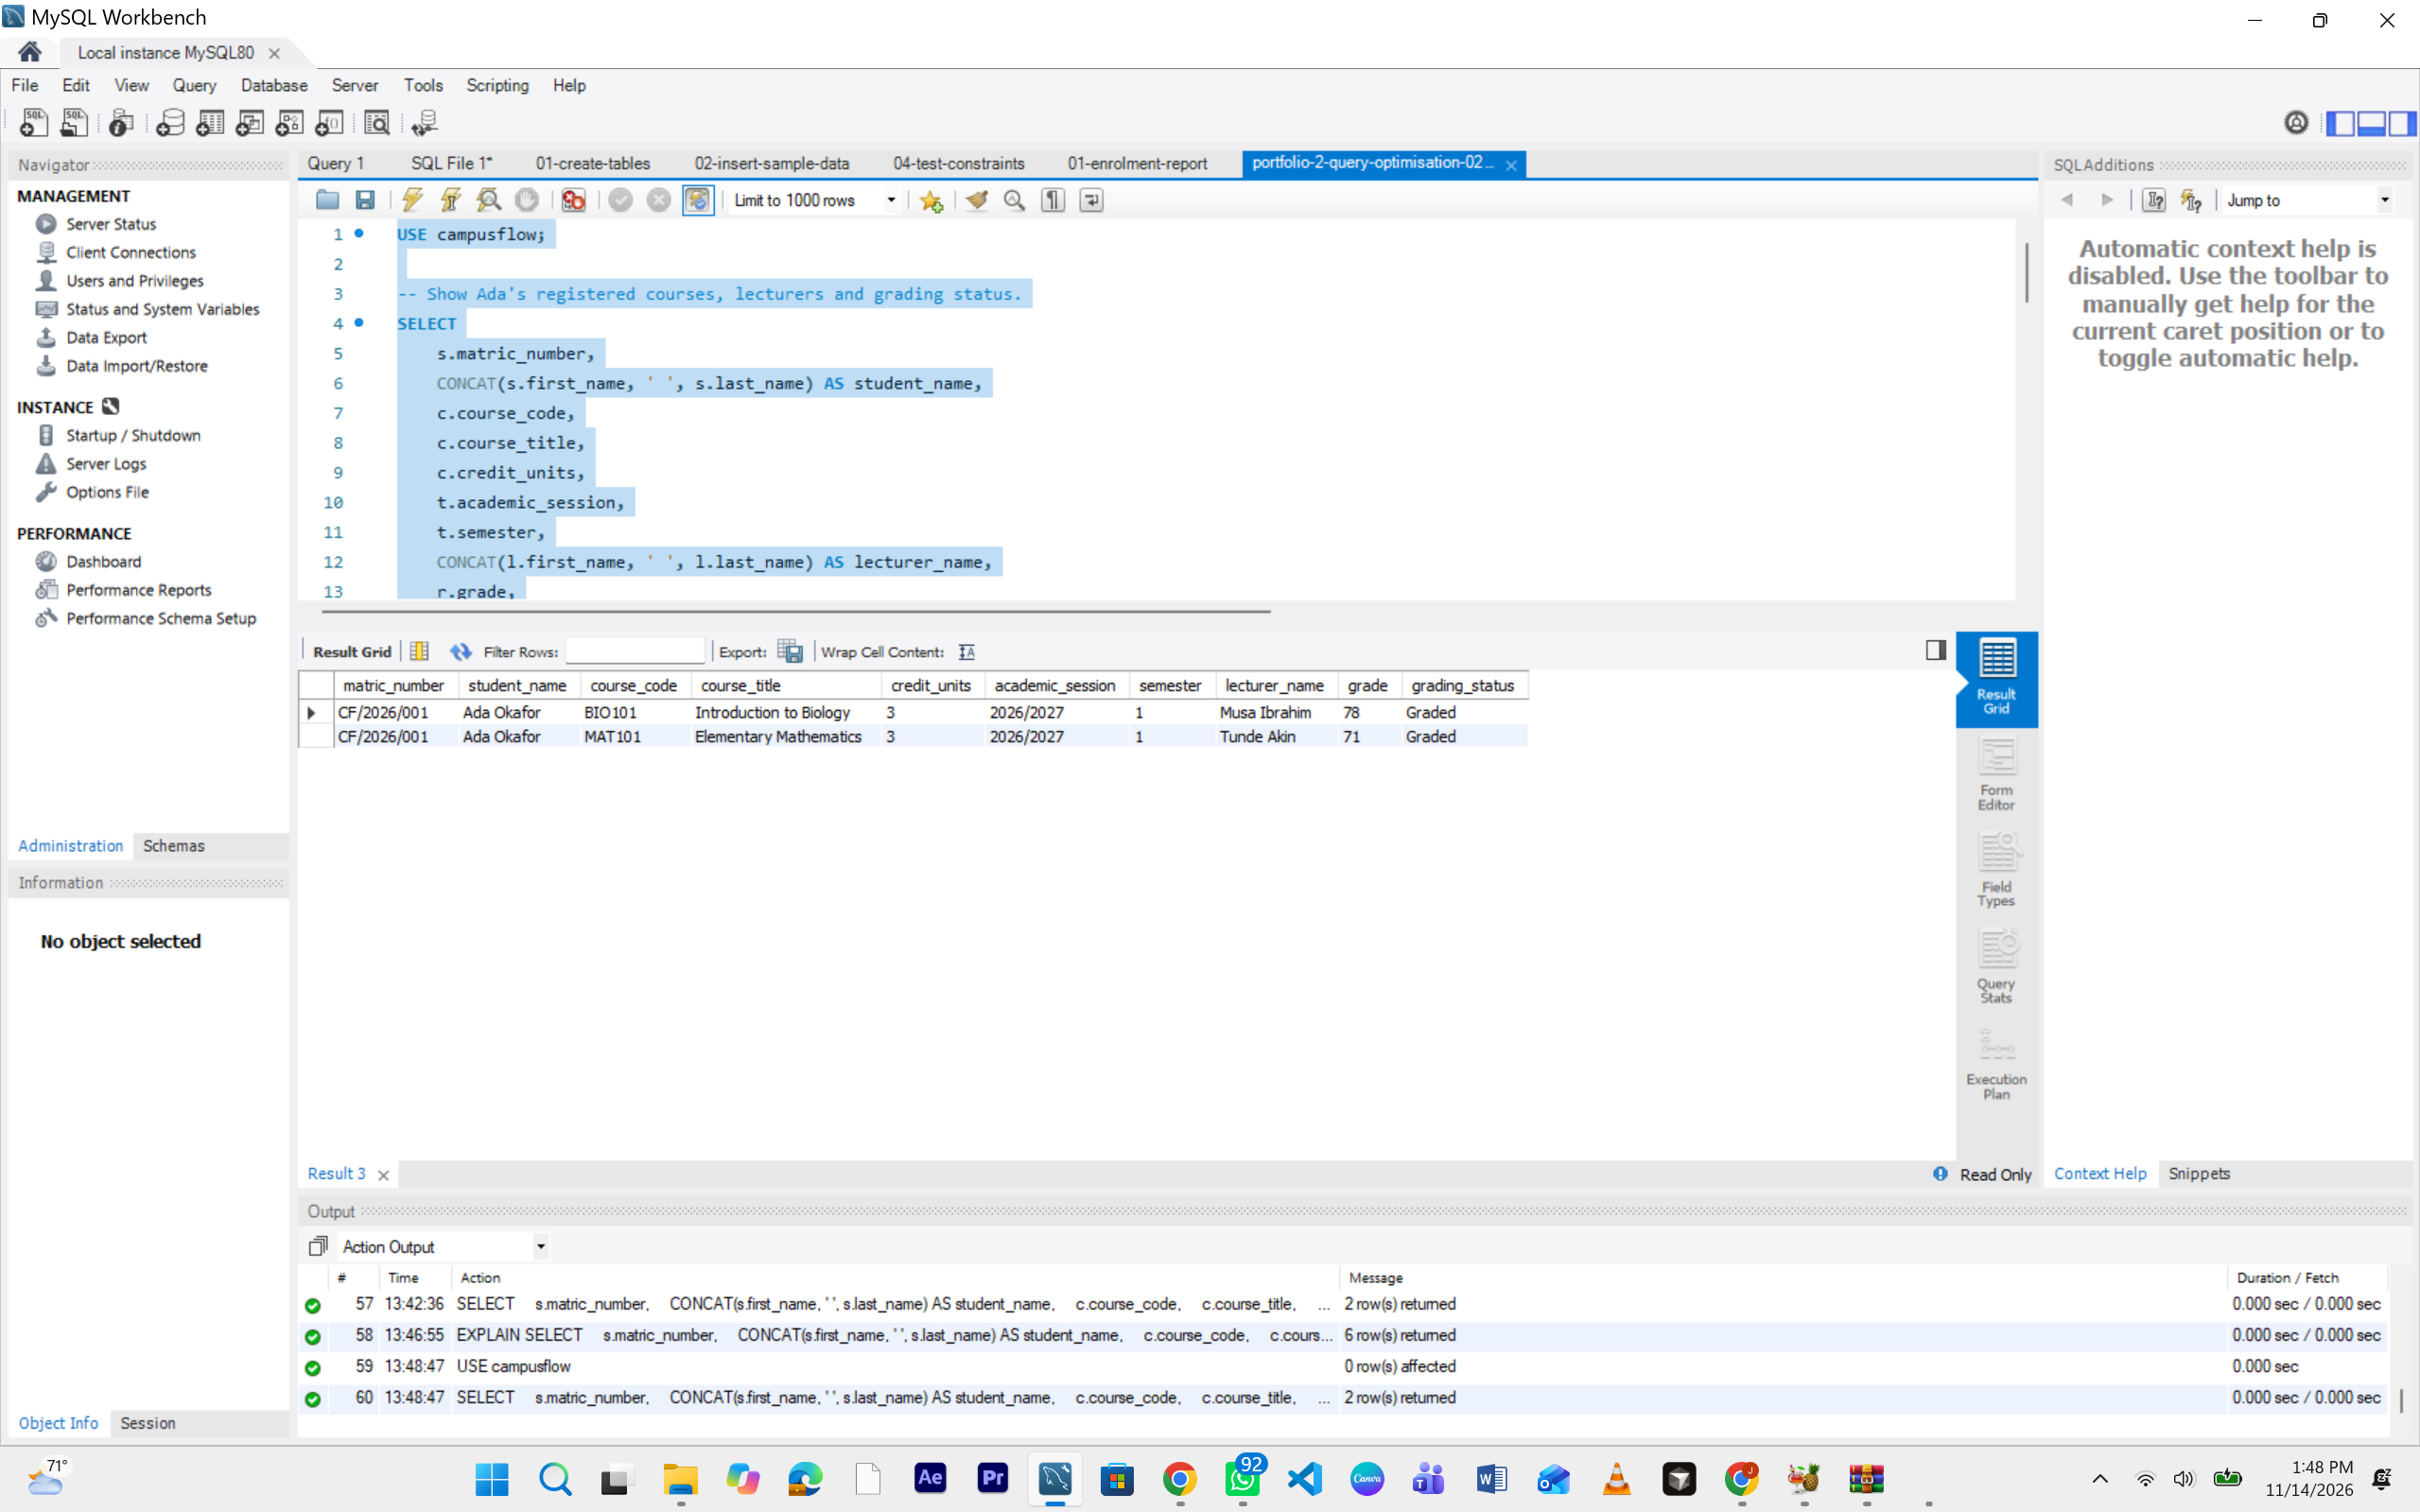 MySQL Workbench
Local instance MySQL80
File Edit View Query Database Server Tools Scripting Help
Navigator
MANAGEMENT
Server Status
Client Connections
Users and Privileges
Status and System Variables
Data Export
Data Import/Restore
INSTANCE
Startup / Shutdown
Server Logs
Options File
PERFORMANCE
Dashboard
Performance Reports
Performance Schema Setup
Administration Schemas
Information
No object selected
Object Info Session
Query 1 SQL File 1* 01-create-tables 02-insert-sample-data 04-test-constraints 01-enrolment-report portfolio-2-query-optimisation-02...
Limit to 1000 rows
1 USE campusflow;
2
3 -- Show Ada's registered courses, lecturers and grading status.
4 SELECT
5 s.matric_number,
6 CONCAT(s.first_name, ' ', s.last_name) AS student_name,
7 c.course_code,
8 c.course_title,
9 c.credit_units,
10 t.academic_session,
11 t.semester,
12 CONCAT(l.first_name, ' ', l.last_name) AS lecturer_name,
13 r.grade,
Result Grid Filter Rows: Export: Wrap Cell Content:
matric_number student_name course_code course_title credit_units academic_session semester lecturer_name grade grading_status
CF/2026/001 Ada Okafor BIO101 Introduction to Biology 3 2026/2027 1 Musa Ibrahim 78 Graded
CF/2026/001 Ada Okafor MAT101 Elementary Mathematics 3 2026/2027 1 Tunde Akin 71 Graded
Result
Grid
Form
Editor
Field
Types
Query
Stats
Execution
Plan
Result 3
Read Only
SQLAdditions
Jump to
Automatic context help is
disabled. Use the toolbar to
manually get help for the
current caret position or to
toggle automatic help.
Context Help Snippets
Output
Action Output
# Time Action Message Duration / Fetch
57 13:42:36 SELECT s.matric_number, CONCAT(s.first_name, ' ', s.last_name) AS student_name, c.course_code, c.course_title, ... 2 row(s) returned 0.000 sec / 0.000 sec
58 13:46:55 EXPLAIN SELECT s.matric_number, CONCAT(s.first_name, ' ', s.last_name) AS student_name, c.course_code, c.cours... 6 row(s) returned 0.000 sec / 0.000 sec
59 13:48:47 USE campusflow 0 row(s) affected 0.000 sec
60 13:48:47 SELECT s.matric_number, CONCAT(s.first_name, ' ', s.last_name) AS student_name, c.course_code, c.course_title, ... 2 row(s) returned 0.000 sec / 0.000 sec
71°
Ae
Pr
92
Canva
1:48 PM
11/14/2026